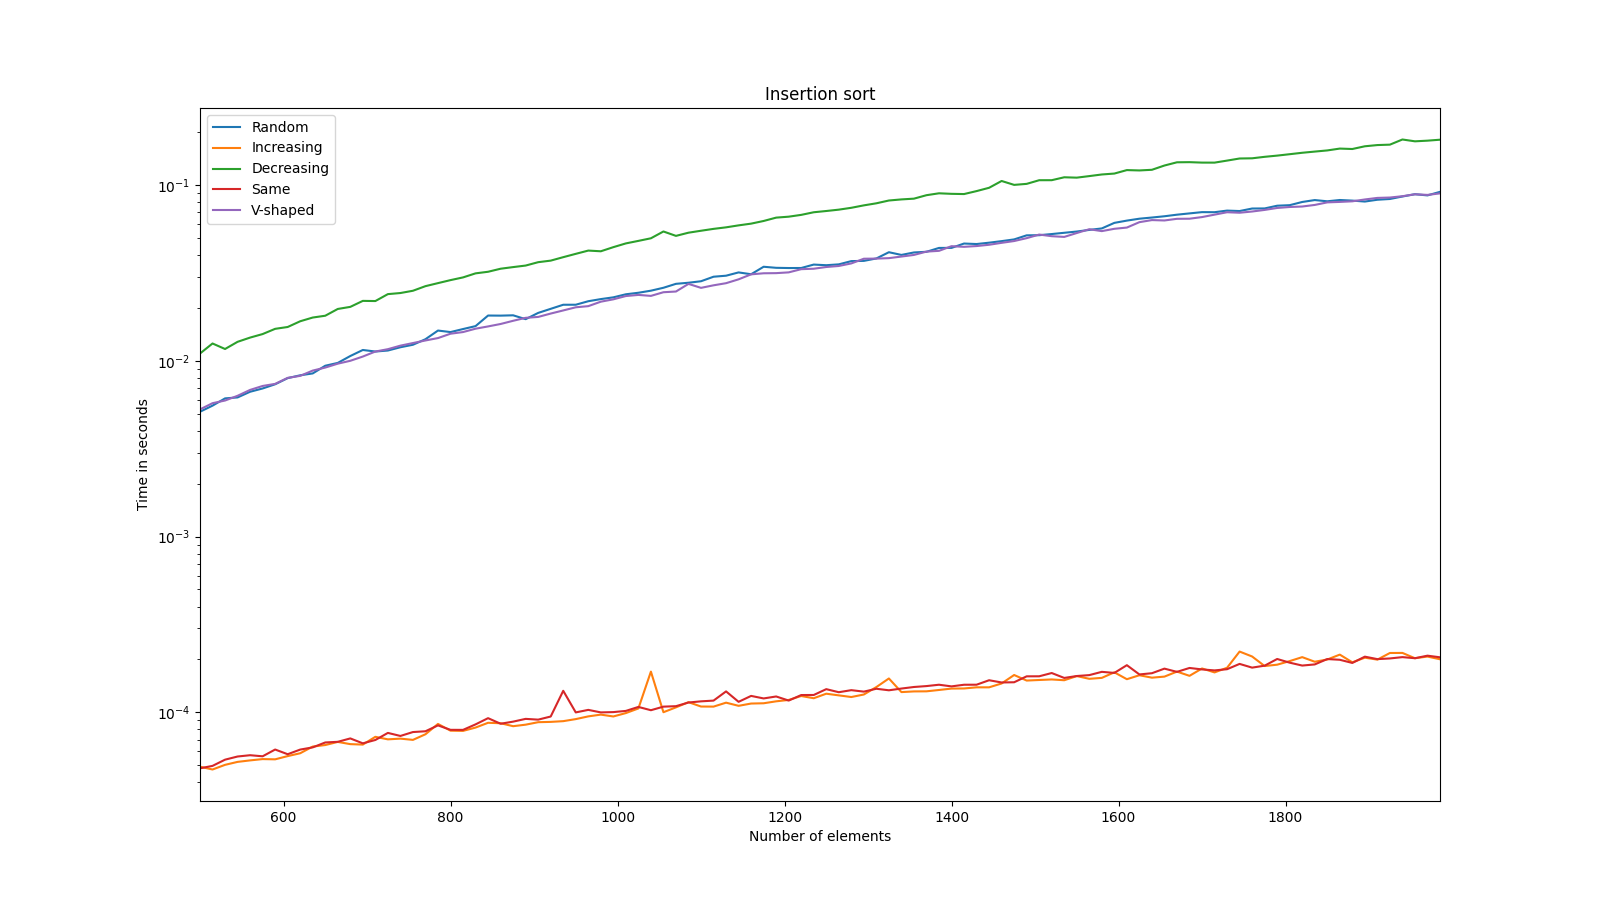 Insertion sort
Random
Increasing
Decreasing
Same
V-shaped
10⁻¹
10⁻²
10⁻³
10⁻⁴
Time in seconds
600 800 1000 1200 1400 1600 1800
Number of elements